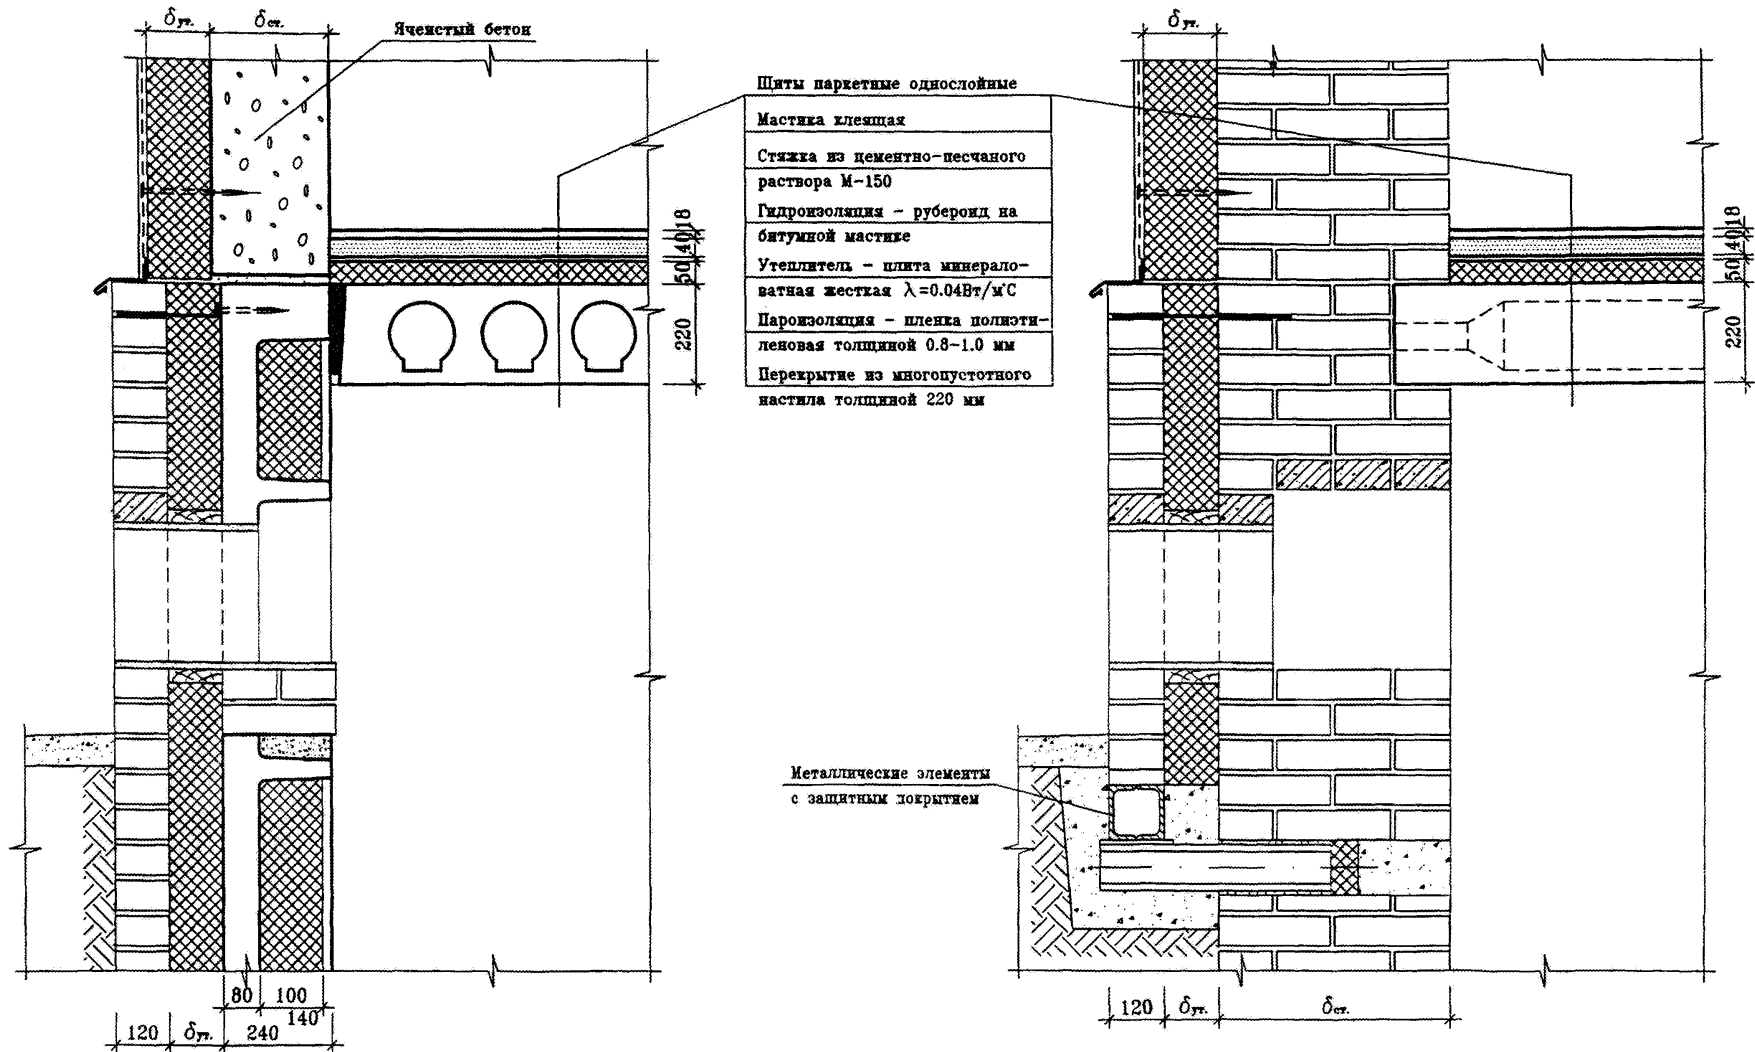 δут.
δст.
Ячеистый бетон
δут.
Щиты паркетные однослойные
Мастика клеящая
Стяжка из цементно-песчаного
раствора М-150
Гидроизоляция - рубероид на
битумной мастике
Утеплитель - плита минерало-
ватная жесткая λ=0.04Вт/м°С
Пароизоляция - пленка полиэти-
леновая толщиной 0.8-1.0 мм
Перекрытие из многопустотного
настила толщиной 220 мм
18
40
50
220
18
40
50
220
Металлические элементы
с защитным покрытием
80
100
140
120
δут.
240
120
δут.
δст.